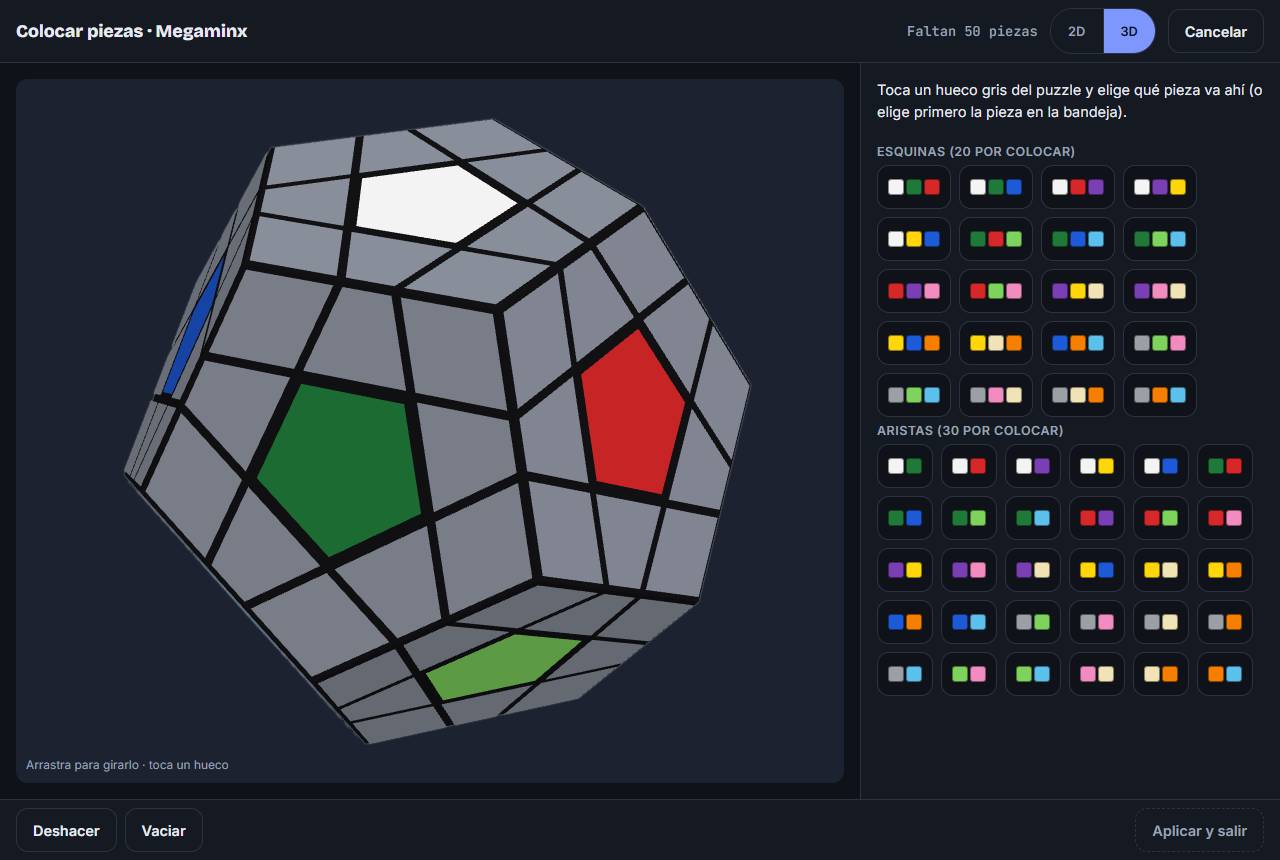 Colocar piezas · Megaminx
Faltan 50 piezas
2D
3D
Cancelar
Toca un hueco gris del puzzle y elige qué pieza va ahí (o
elige primero la pieza en la bandeja).
ESQUINAS (20 POR COLOCAR)
ARISTAS (30 POR COLOCAR)
Arrastra para girarlo · toca un hueco
Deshacer
Vaciar
Aplicar y salir